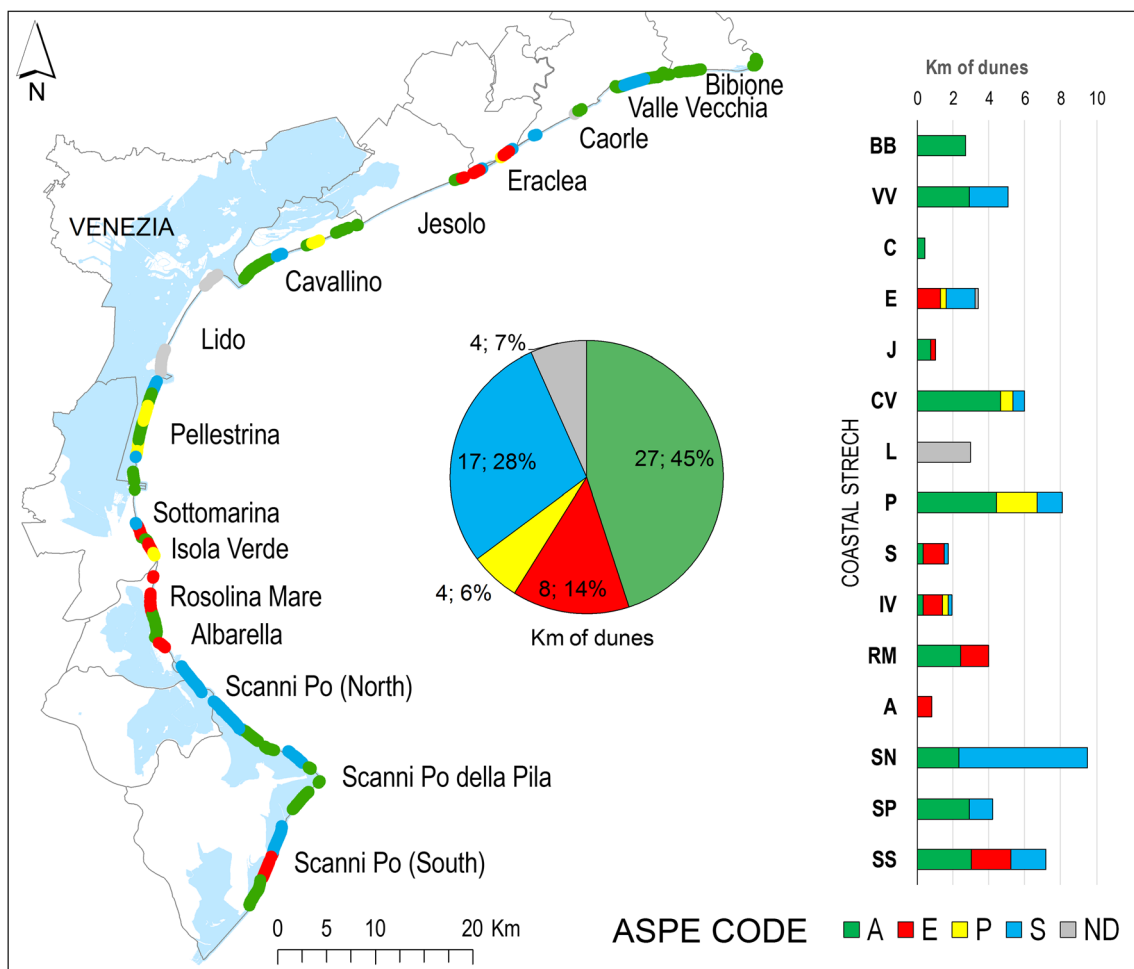 N
VENEZIA
Bibione
Valle Vecchia
Caorle
Eraclea
Jesolo
Cavallino
Lido
Pellestrina
Sottomarina
Isola Verde
Rosolina Mare
Albarella
Scanni Po (North)
Scanni Po della Pila
Scanni Po (South)
0 5 10 20 Km
4; 7%
17; 28%
27; 45%
4; 6%
8; 14%
Km of dunes
Km of dunes
0 2 4 6 8 10
COASTAL STRECH
BB
VV
C
E
J
CV
L
P
S
IV
RM
A
SN
SP
SS
ASPE CODE A E P S ND